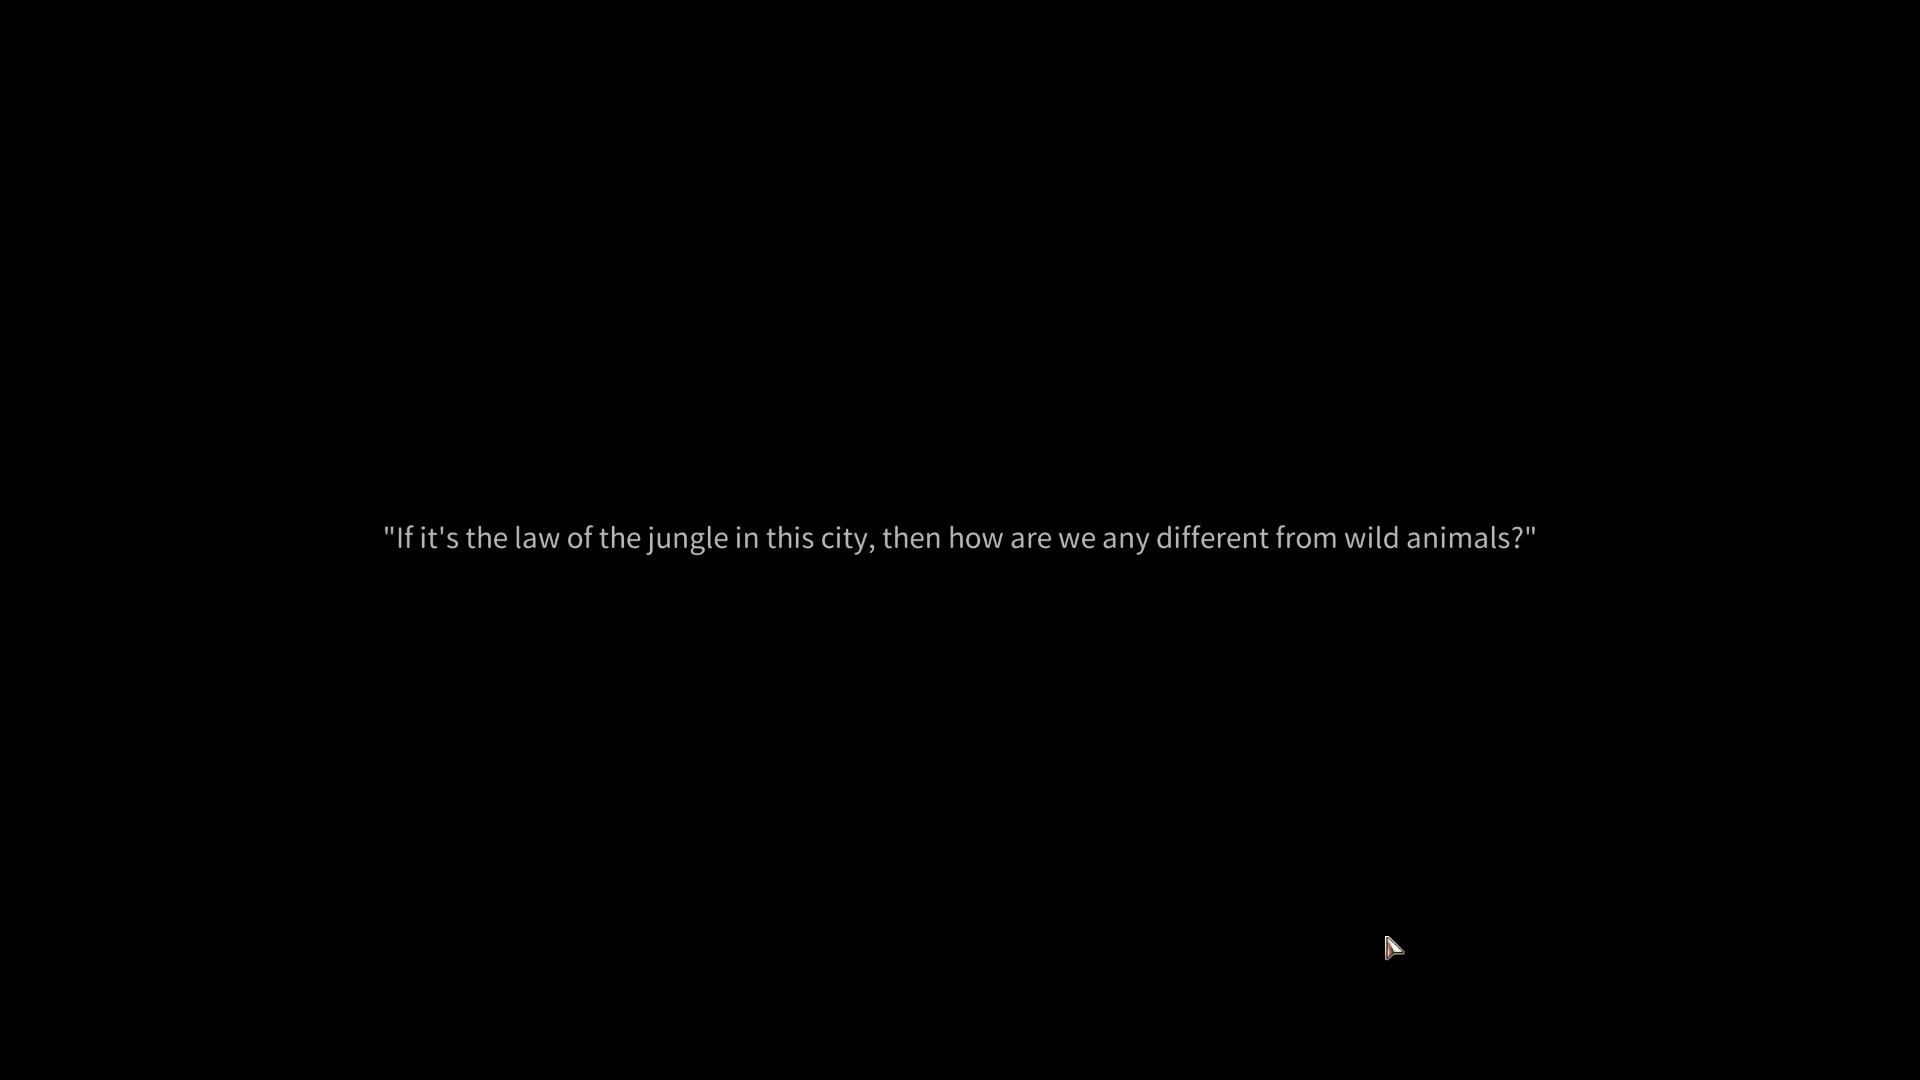 "If it's the law of the jungle in this city, then how are we any different from wild animals?"